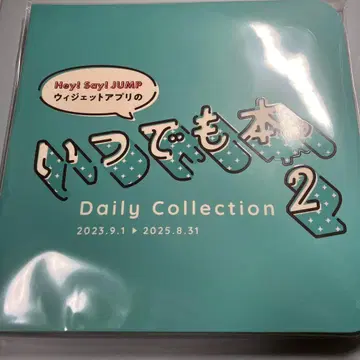 Hey! Say! JUMP
ウィジェットアプリの
いつでも本
2
Daily Collection
2023.9.1 ▶ 2025.8.31